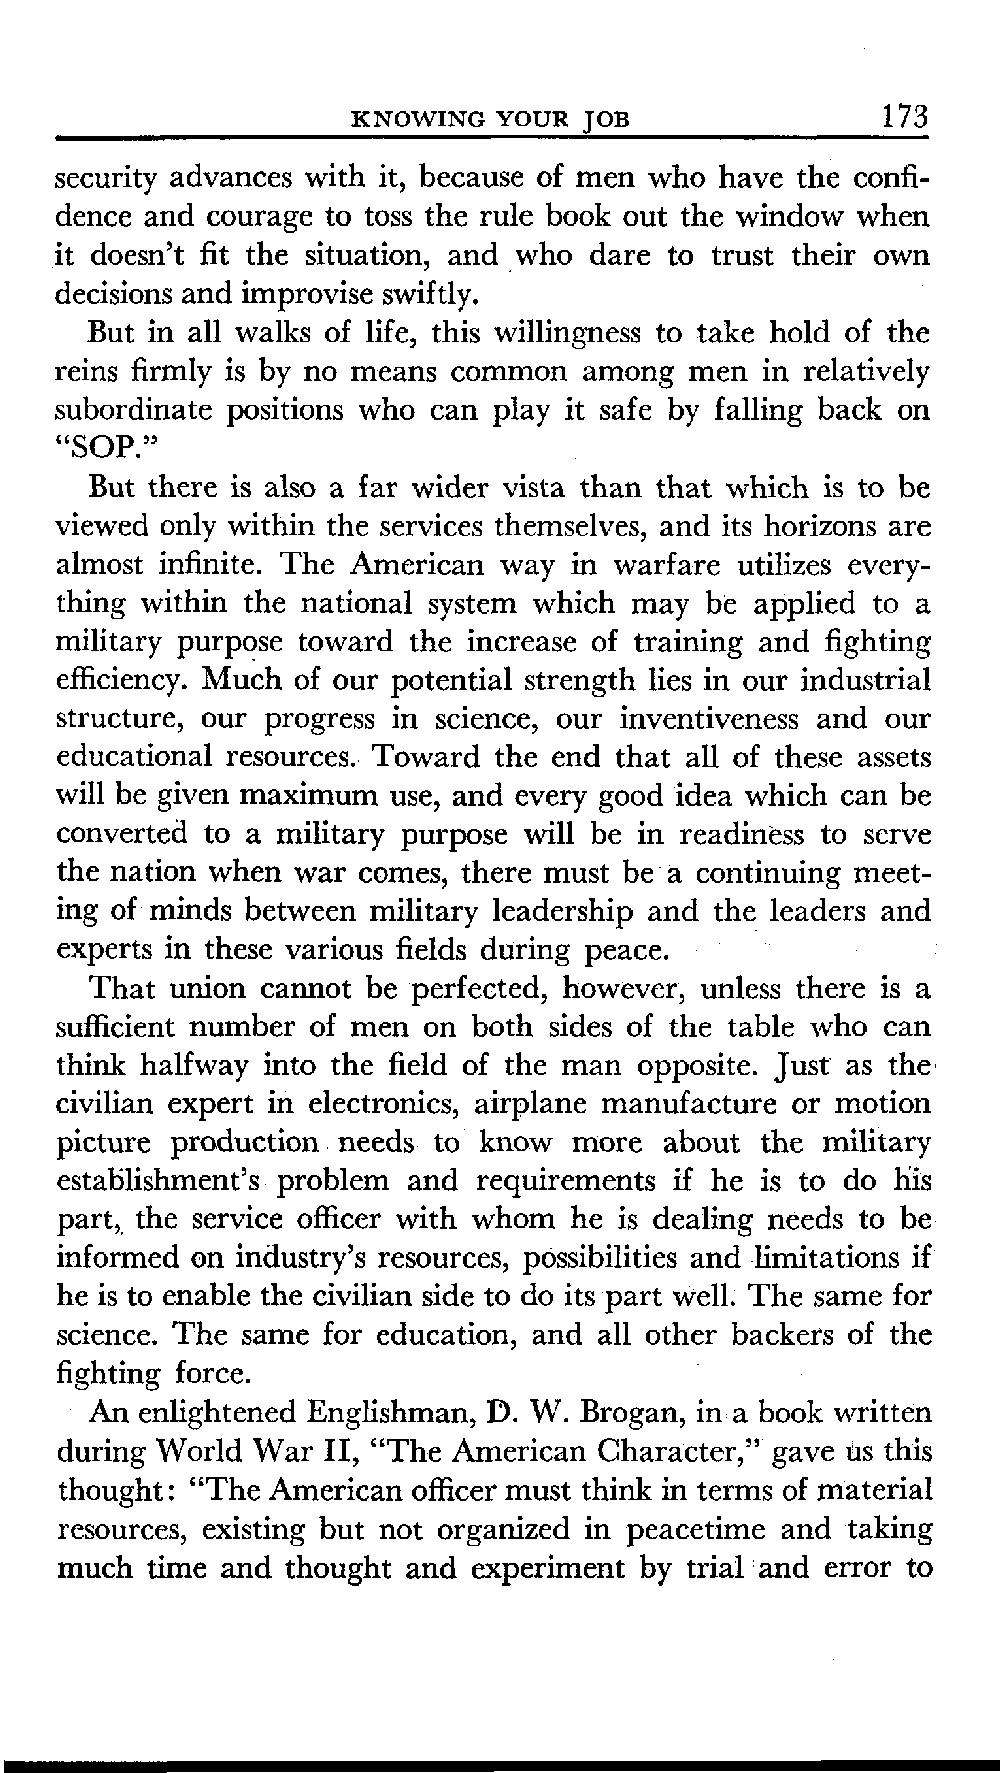 KNOWING YOUR JOB 173
security advances with it, because of men who have the confi-
dence and courage to toss the rule book out the window when
it doesn't fit the situation, and who dare to trust their own
decisions and improvise swiftly.
But in all walks of life, this willingness to take hold of the
reins firmly is by no means common among men in relatively
subordinate positions who can play it safe by falling back on
“SOP.”
But there is also a far wider vista than that which is to be
viewed only within the services themselves, and its horizons are
almost infinite. The American way in warfare utilizes every-
thing within the national system which may be applied to a
military purpose toward the increase of training and fighting
efficiency. Much of our potential strength lies in our industrial
structure, our progress in science, our inventiveness and our
educational resources. Toward the end that all of these assets
will be given maximum use, and every good idea which can be
converted to a military purpose will be in readiness to serve
the nation when war comes, there must be a continuing meet-
ing of minds between military leadership and the leaders and
experts in these various fields during peace.
That union cannot be perfected, however, unless there is a
sufficient number of men on both sides of the table who can
think halfway into the field of the man opposite. Just as the
civilian expert in electronics, airplane manufacture or motion
picture production needs to know more about the military
establishment's problem and requirements if he is to do his
part, the service officer with whom he is dealing needs to be
informed on industry's resources, possibilities and limitations if
he is to enable the civilian side to do its part well. The same for
science. The same for education, and all other backers of the
fighting force.
An enlightened Englishman, D. W. Brogan, in a book written
during World War II, “The American Character,” gave us this
thought: “The American officer must think in terms of material
resources, existing but not organized in peacetime and taking
much time and thought and experiment by trial and error to